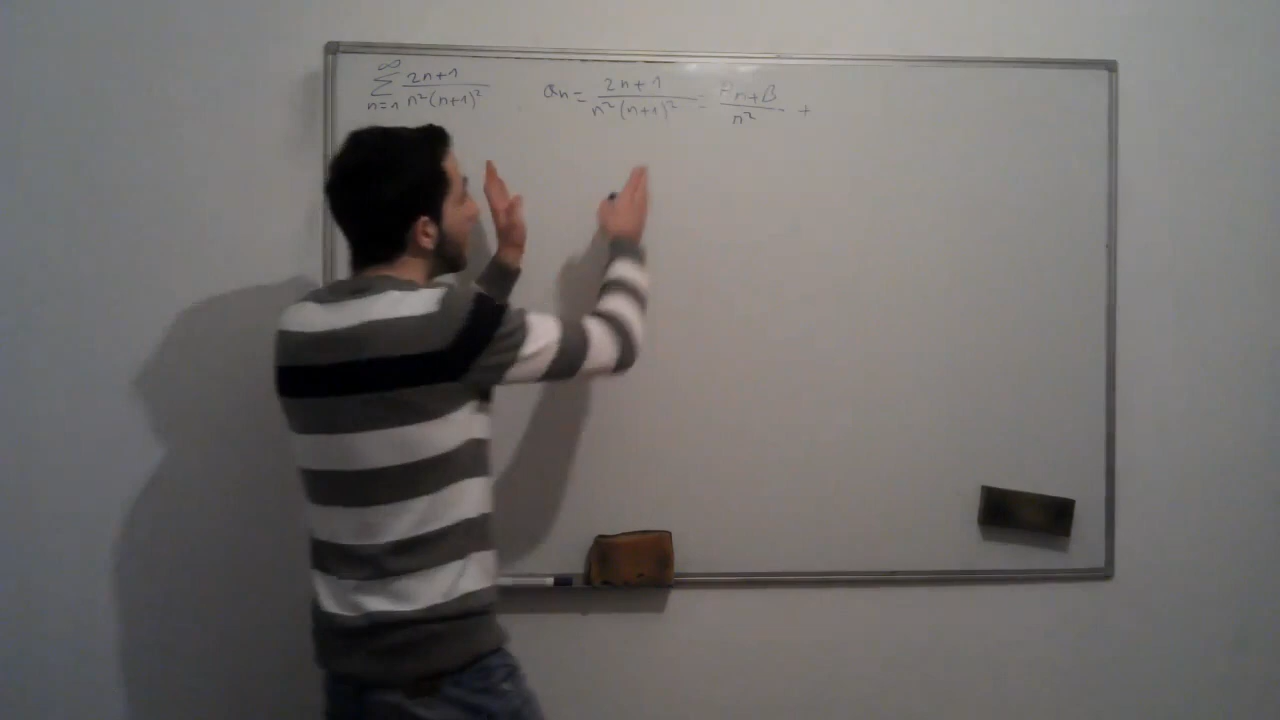 ∞∑n=1 (2n+1)/(n²(n+1)²)   an = (2n+1)/(n²(n+1)²) = (An+B)/n² +